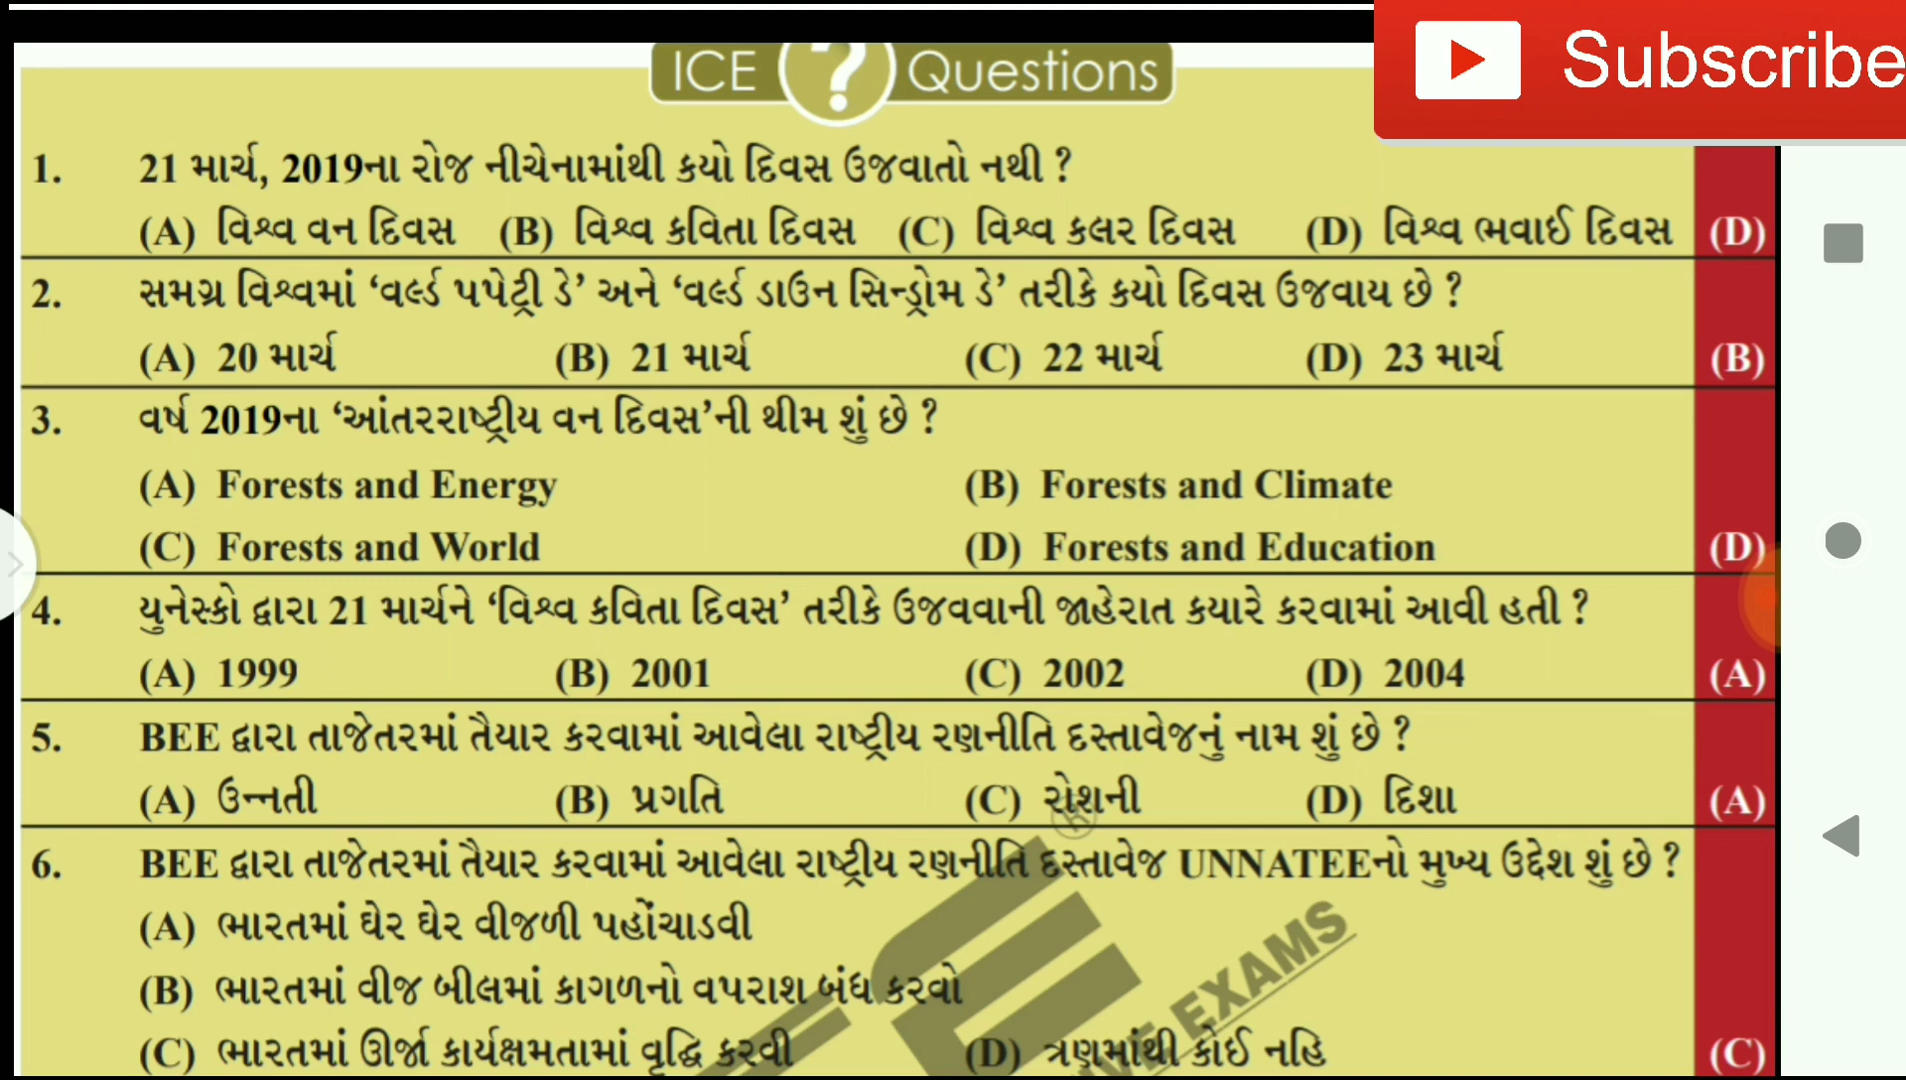 ICE ? Questions
Subscribe
1. 21 માર્ચ, 2019ના રોજ નીચેનામાંથી કયો દિવસ ઉજવાતો નથી ?
(A) વિશ્વ વન દિવસ (B) વિશ્વ કવિતા દિવસ (C) વિશ્વ કલર દિવસ (D) વિશ્વ ભવાઈ દિવસ (D)
2. સમગ્ર વિશ્વમાં ‘વર્લ્ડ પપેટ્રી ડે’ અને ‘વર્લ્ડ ડાઉન સિન્ડ્રોમ ડે’ તરીકે કયો દિવસ ઉજવાય છે ?
(A) 20 માર્ચ (B) 21 માર્ચ (C) 22 માર્ચ (D) 23 માર્ચ (B)
3. વર્ષ 2019ના ‘આંતરરાષ્ટ્રીય વન દિવસ’ની થીમ શું છે ?
(A) Forests and Energy (B) Forests and Climate
(C) Forests and World (D) Forests and Education (D)
4. યુનેસ્કો દ્વારા 21 માર્ચને ‘વિશ્વ કવિતા દિવસ’ તરીકે ઉજવવાની જાહેરાત કયારે કરવામાં આવી હતી ?
(A) 1999 (B) 2001 (C) 2002 (D) 2004 (A)
5. BEE દ્વારા તાજેતરમાં તૈયાર કરવામાં આવેલા રાષ્ટ્રીય રણનીતિ દસ્તાવેજનું નામ શું છે ?
(A) ઉન્નતી (B) પ્રગતિ (C) રોશની (D) દિશા (A)
6. BEE દ્વારા તાજેતરમાં તૈયાર કરવામાં આવેલા રાષ્ટ્રીય રણનીતિ દસ્તાવેજ UNNATEEનો મુખ્ય ઉદ્દેશ શું છે ?
(A) ભારતમાં ઘેર ઘેર વીજળી પહોંચાડવી
(B) ભારતમાં વીજ બીલમાં કાગળનો વપરાશ બંધ કરવો
(C) ભારતમાં ઊર્જા કાર્યક્ષમતામાં વૃદ્ધિ કરવી (D) ત્રણમાંથી કોઈ નહિ (C)
EXAMS